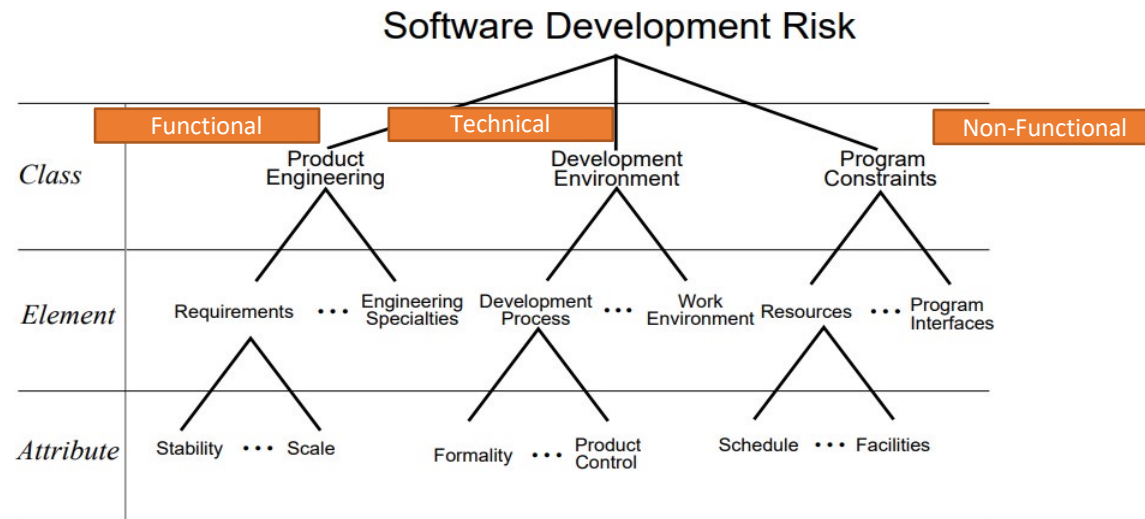 Software Development Risk
Functional
Technical
Non-Functional
Class
Product
Engineering
Development
Environment
Program
Constraints
Element
Requirements
•••
Engineering
Specialties
Development
Process
•••
Work
Environment
Resources
•••
Program
Interfaces
Attribute
Stability
•••
Scale
Formality
•••
Product
Control
Schedule
•••
Facilities